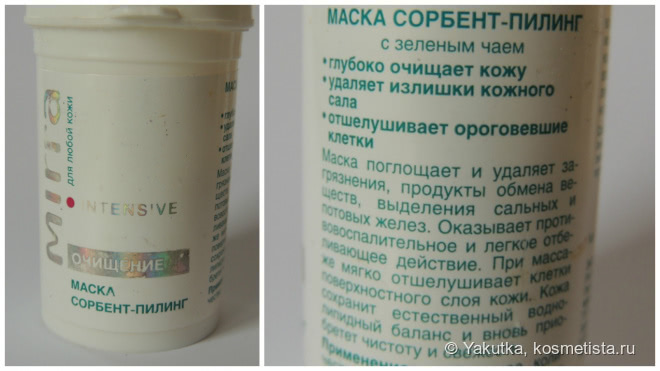 mirra
для любой кожи
INTENSIVE
ОЧИЩЕНИЕ
МАСКА
СОРБЕНТ-ПИЛИНГ
МАСКА СОРБЕНТ-ПИЛИНГ
с зеленым чаем
•глубоко очищает кожу
•удаляет излишки кожного
сала
•отшелушивает ороговевшие
клетки
Маска поглощает и удаляет за-
грязнения, продукты обмена ве-
ществ, выделения сальных и
потовых желез. Оказывает проти-
вовоспалительное и легкое отбе-
ливающее действие. При масса-
же мягко отшелушивает клетки
поверхностного слоя кожи. Кожа
сохранит естественный водно-
липидный баланс и вновь прио-
бретет чистоту и
Применение
© Yakutka, kosmetista.ru